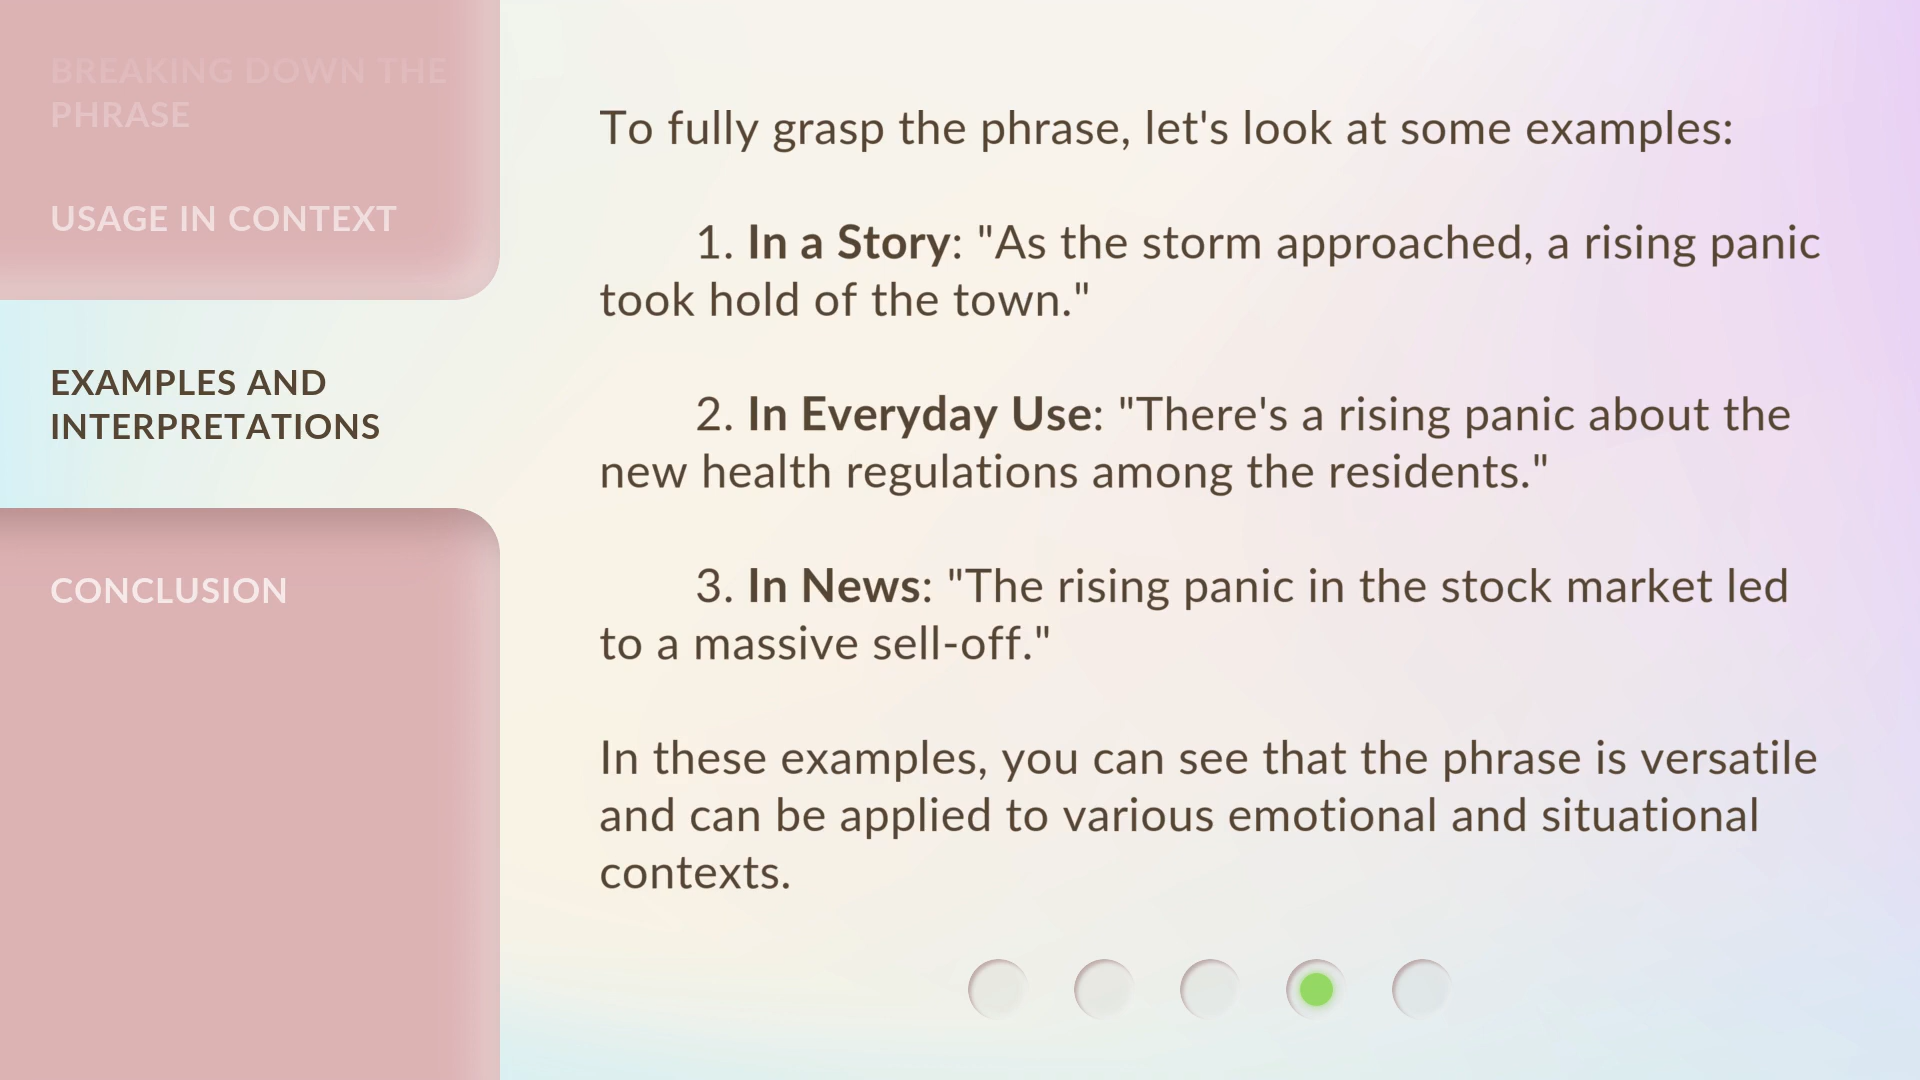 BREAKING DOWN THE
PHRASE
USAGE IN CONTEXT
EXAMPLES AND
INTERPRETATIONS
CONCLUSION
To fully grasp the phrase, let's look at some examples:
1. In a Story: "As the storm approached, a rising panic
took hold of the town."
2. In Everyday Use: "There's a rising panic about the
new health regulations among the residents."
3. In News: "The rising panic in the stock market led
to a massive sell-off."
In these examples, you can see that the phrase is versatile
and can be applied to various emotional and situational
contexts.